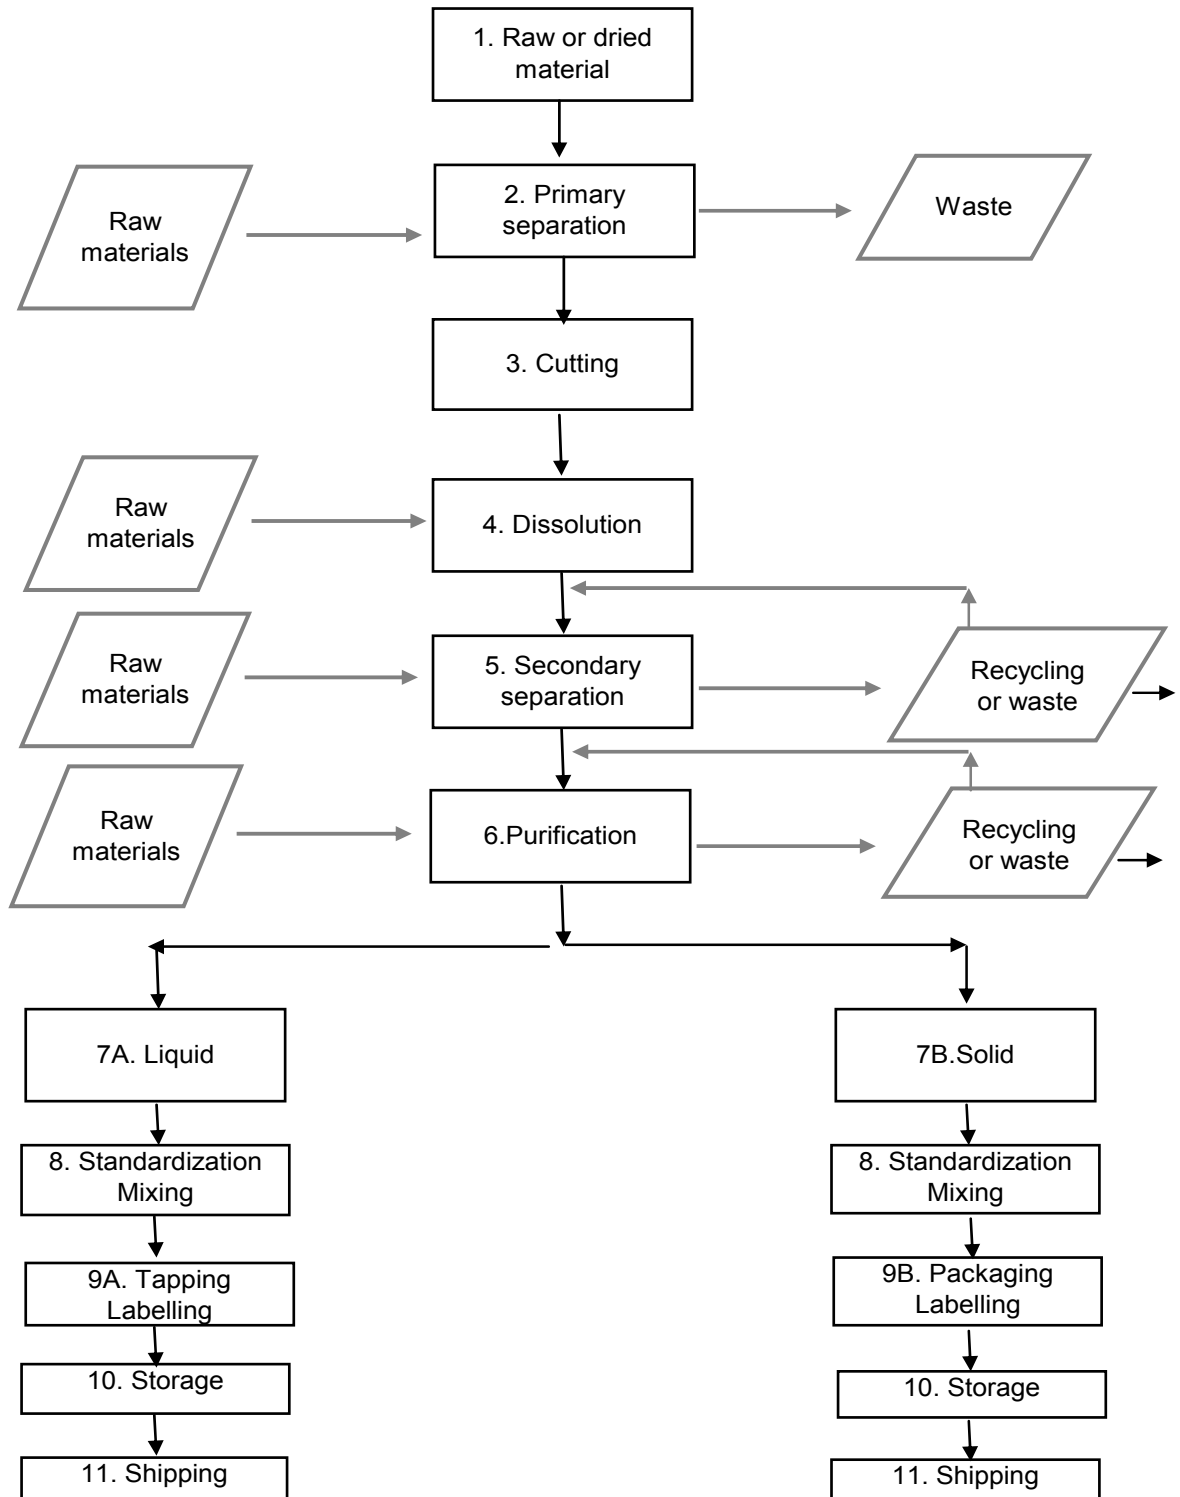 1. Raw or dried
material
Raw
materials
2. Primary
separation
Waste
3. Cutting
Raw
materials
4. Dissolution
Raw
materials
5. Secondary
separation
Recycling
or waste
Raw
materials
6.Purification
Recycling
or waste
7A. Liquid
7B.Solid
8. Standardization
Mixing
8. Standardization
Mixing
9A. Tapping
Labelling
9B. Packaging
Labelling
10. Storage
10. Storage
11. Shipping
11. Shipping